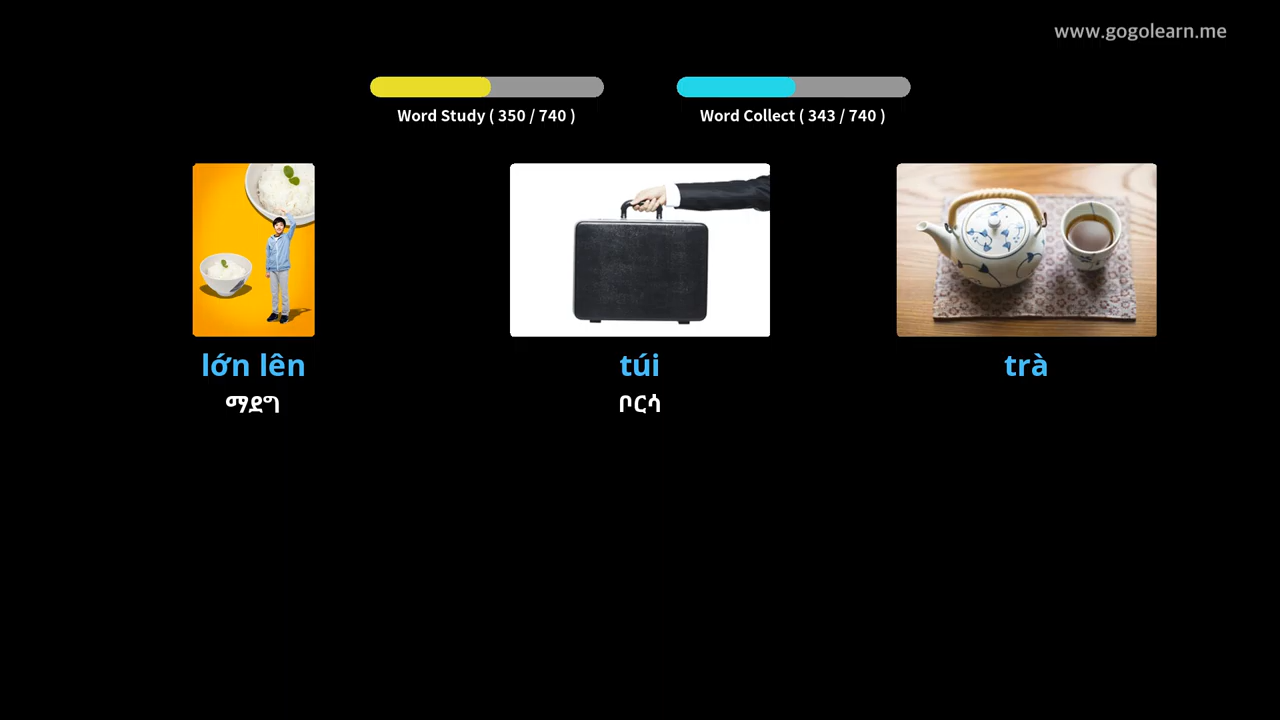 www.gogolearn.me
Word Study ( 350 / 740 )
Word Collect ( 343 / 740 )
lớn lên
túi
trà
ማደግ
ቦርሳ